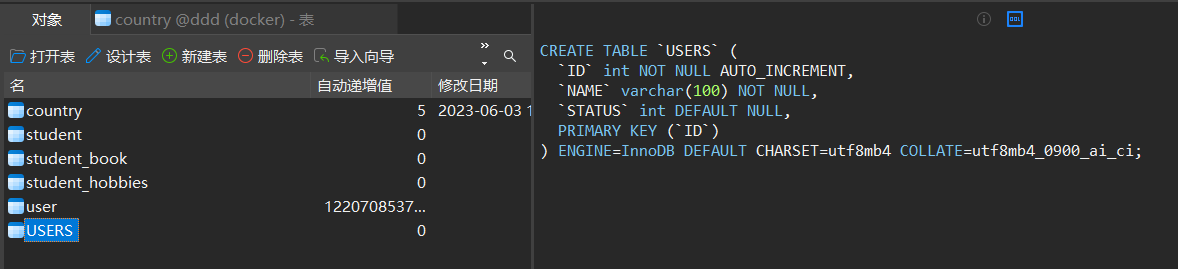 对象 country @ddd (docker) - 表
打开表 设计表 新建表 删除表 导入向导 »
名 自动递增值 修改日期
country 5 2023-06-03 1
student 0
student_book 0
student_hobbies 0
user 1220708537...
USERS 0
DDL
CREATE TABLE `USERS` (
`ID` int NOT NULL AUTO_INCREMENT,
`NAME` varchar(100) NOT NULL,
`STATUS` int DEFAULT NULL,
PRIMARY KEY (`ID`)
) ENGINE=InnoDB DEFAULT CHARSET=utf8mb4 COLLATE=utf8mb4_0900_ai_ci;